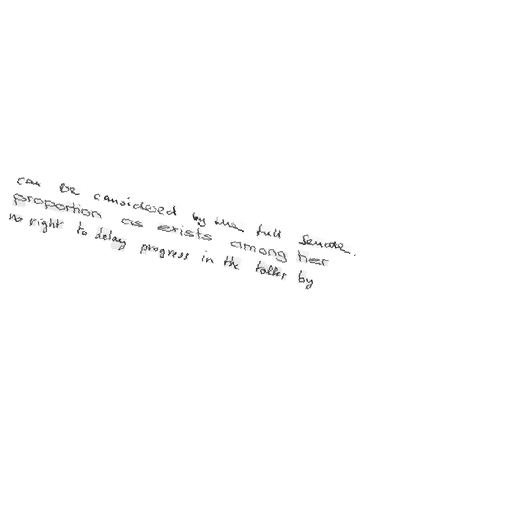 can be considered by the full Senate.
proportion as exists among her
no right to delay progress in the talks by